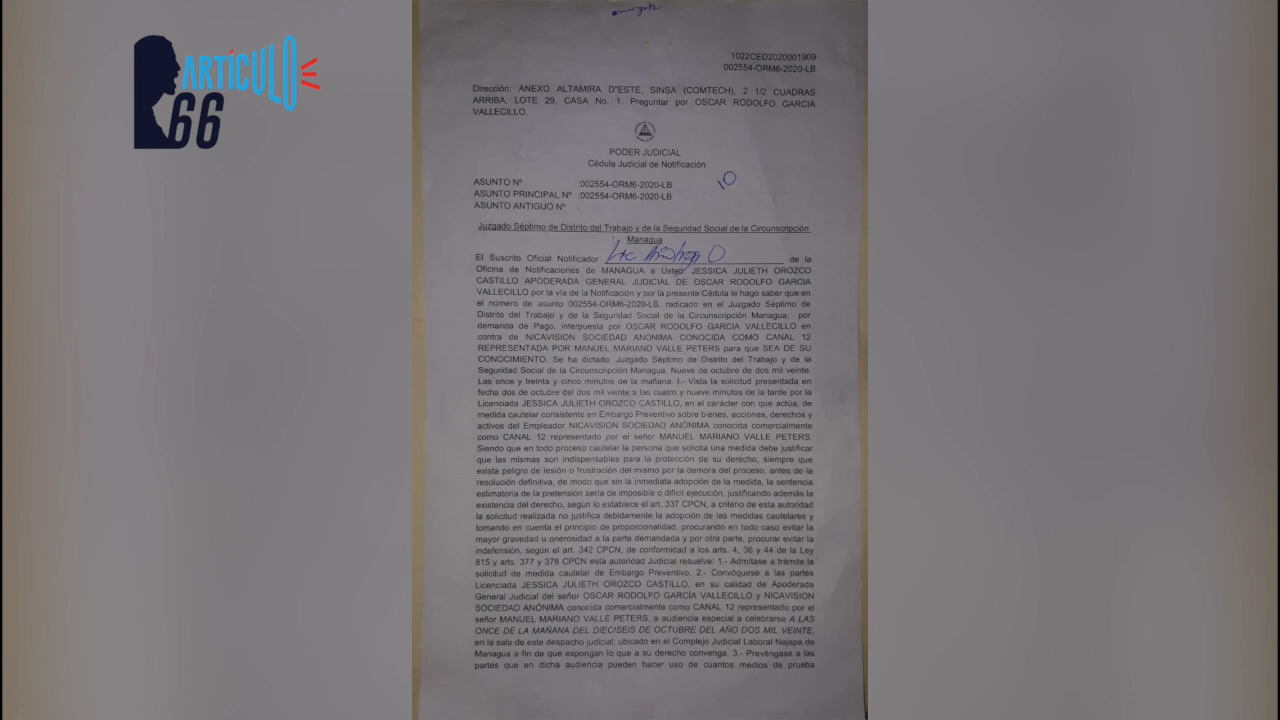 ARTÍCULO
66
1022CED2020001909
002554-ORM6-2020-LB
Dirección: ANEXO ALTAMIRA D"ESTE, SINSA (COMTECH), 2 1/2 CUADRAS
ARRIBA, LOTE 29, CASA No. 1. Preguntar por OSCAR RODOLFO GARCIA
VALLECILLO.
PODER JUDICIAL
Cédula Judicial de Notificación
10
ASUNTO Nº :002554-ORM6-2020-LB
ASUNTO PRINCIPAL Nº :002554-ORM6-2020-LB
ASUNTO ANTIGUO Nº
Juzgado Séptimo de Distrito del Trabajo y de la Seguridad Social de la Circunscripción
Managua
El Suscrito Oficial Notificador de la
Oficina de Notificaciones de MANAGUA a Usted: JESSICA JULIETH OROZCO
CASTILLO APODERADA GENERAL JUDICIAL DE OSCAR RODOLFO GARCIA
VALLECILLO por la vía de la Notificación y por la presente Cédula le hago saber que en
el número de asunto 002554-ORM6-2020-LB, radicado en el Juzgado Séptimo de
Distrito del Trabajo y de la Seguridad Social de la Circunscripción Managua, por
demanda de Pago, interpuesta por OSCAR RODOLFO GARCIA VALLECILLO en
contra de NICAVISION SOCIEDAD ANONIMA CONOCIDA COMO CANAL 12
REPRESENTADA POR MANUEL MARIANO VALLE PETERS para que SEA DE SU
CONOCIMIENTO. Se ha dictado: Juzgado Séptimo de Distrito del Trabajo y de la
Seguridad Social de la Circunscripción Managua. Nueve de octubre de dos mil veinte.
Las once y treinta y cinco minutos de la mañana. I.- Vista la solicitud presentada en
fecha dos de octubre del dos mil veinte a las cuatro y nueve minutos de la tarde por la
Licenciada JESSICA JULIETH OROZCO CASTILLO, en el carácter con que actúa, de
medida cautelar consistente en Embargo Preventivo sobre bienes, acciones, derechos y
activos del Empleador NICAVISION SOCIEDAD ANÓNIMA conocida comercialmente
como CANAL 12 representado por el señor MANUEL MARIANO VALLE PETERS.
Siendo que en todo proceso cautelar la persona que solicita una medida debe justificar
que las mismas son indispensables para la protección de su derecho, siempre que
exista peligro de lesión o frustración del mismo por la demora del proceso, antes de la
resolución definitiva, de modo que sin la inmediata adopción de la medida, la sentencia
estimatoria de la pretensión sería de imposible o difícil ejecución, justificando además la
existencia del derecho, según lo establece el art. 337 CPCN, a criterio de esta autoridad
la solicitud realizada no justifica debidamente la adopción de las medidas cautelares y
tomando en cuenta el principio de proporcionalidad, procurando en todo caso evitar la
mayor gravedad u onerosidad a la parte demandada y por otra parte, procurar evitar la
indefensión, según el art. 342 CPCN, de conformidad a los arts. 4, 36 y 44 de la Ley
815 y arts. 377 y 378 CPCN esta autoridad Judicial resuelve: 1.- Admítase a trámite la
solicitud de medida cautelar de Embargo Preventivo. 2.- Convóquese a las partes
Licenciada JESSICA JULIETH OROZCO CASTILLO, en su calidad de Apoderada
General Judicial del señor OSCAR RODOLFO GARCÍA VALLECILLO y NICAVISION
SOCIEDAD ANÓNIMA conocida comercialmente como CANAL 12 representado por el
señor MANUEL MARIANO VALLE PETERS, a audiencia especial a celebrarse A LAS
ONCE DE LA MAÑANA DEL DIECISEIS DE OCTUBRE DEL AÑO DOS MIL VEINTE,
en la sala de este despacho judicial, ubicado en el Complejo Judicial Laboral Nejapa de
Managua a fin de que expongan lo que a su derecho convenga. 3.- Prevéngase a las
partes que en dicha audiencia pueden hacer uso de cuantos medios de prueba